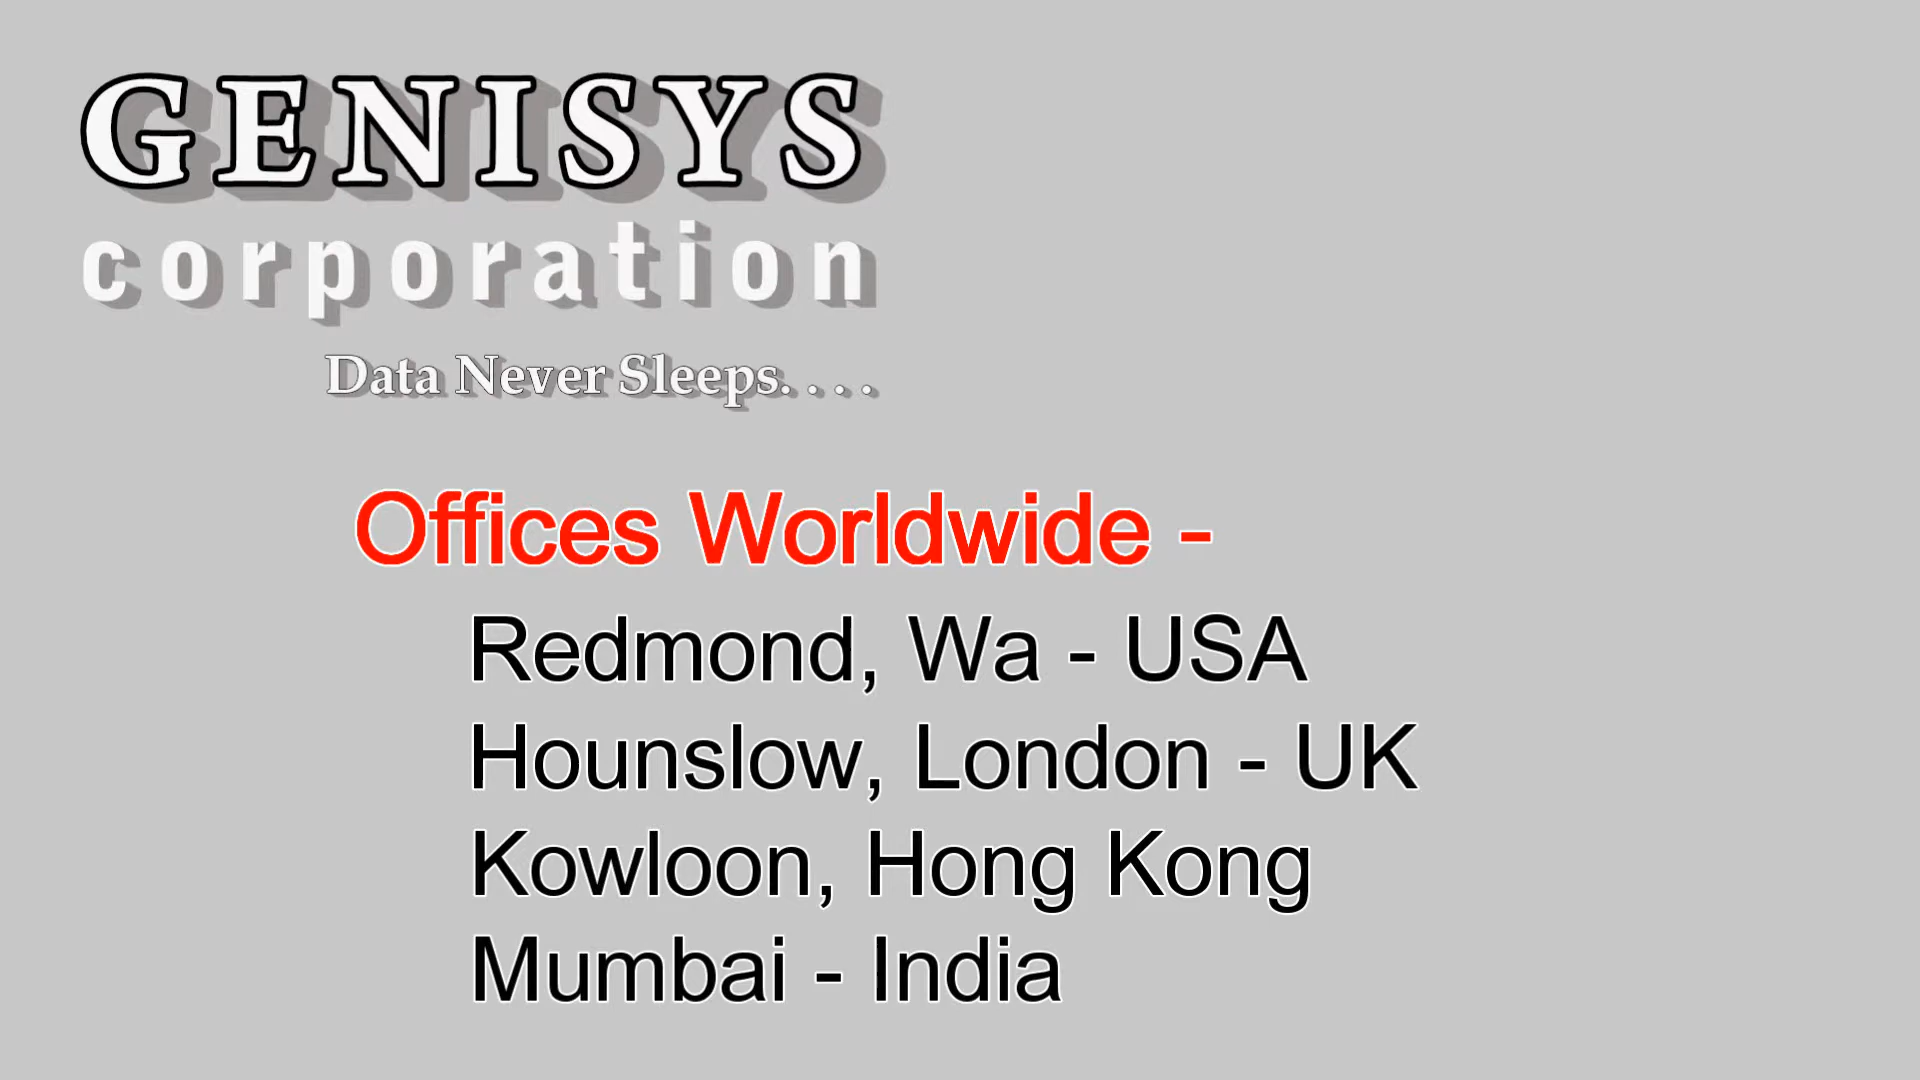 GENISYS
corporation
Data Never Sleeps. . . .
Offices Worldwide -
Redmond, Wa - USA
Hounslow, London - UK
Kowloon, Hong Kong
Mumbai - India